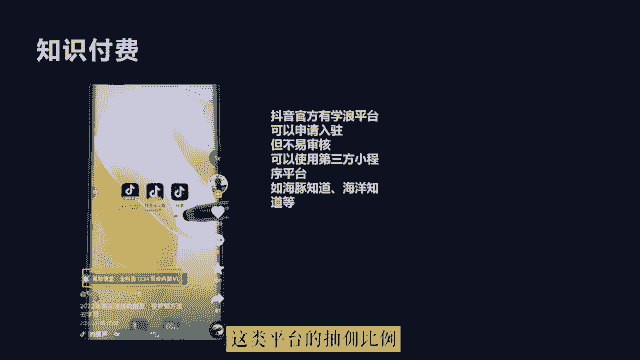 知识付费
抖音官方有学浪平台
可以申请入驻
但不易审核
可以使用第三方小程
序平台
如海豚知道、海洋知
道等
这类平台的抽佣比例